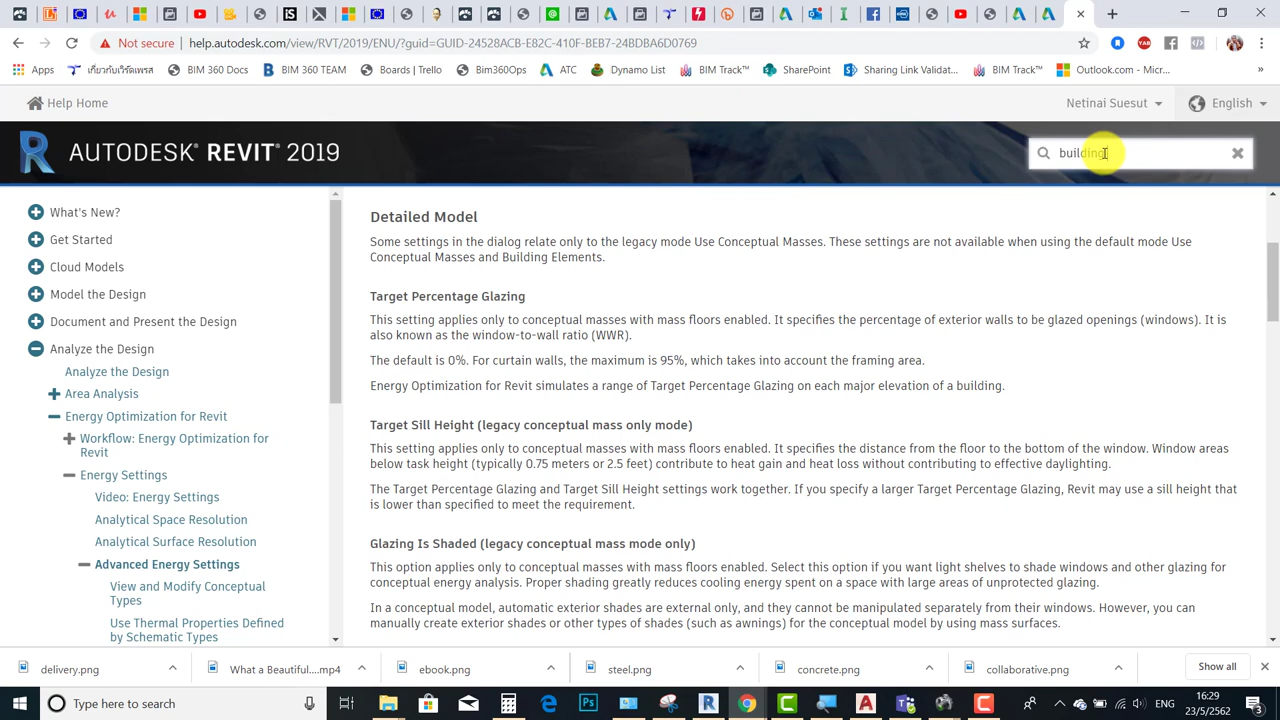 Not secure
help.autodesk.com/view/RVT/2019/ENU/?guid=GUID-24528ACB-E82C-410F-BEB7-24BDBA6D0769
Apps
เกี่ยวกับเวิร์ดเพรส
BIM 360 Docs
BIM 360 TEAM
Boards | Trello
Bim360Ops
ATC
Dynamo List
BIM Track™
SharePoint
Sharing Link Validat...
BIM Track™
Outlook.com - Micr...
»
Help Home
Netinai Suesut
English
AUTODESK® REVIT® 2019
building
What's New?
Get Started
Cloud Models
Model the Design
Document and Present the Design
Analyze the Design
Analyze the Design
Area Analysis
Energy Optimization for Revit
Workflow: Energy Optimization for
Revit
Energy Settings
Video: Energy Settings
Analytical Space Resolution
Analytical Surface Resolution
Advanced Energy Settings
View and Modify Conceptual
Types
Use Thermal Properties Defined
by Schematic Types
Detailed Model
Some settings in the dialog relate only to the legacy mode Use Conceptual Masses. These settings are not available when using the default mode Use
Conceptual Masses and Building Elements.
Target Percentage Glazing
This setting applies only to conceptual masses with mass floors enabled. It specifies the percentage of exterior walls to be glazed openings (windows). It is
also known as the window-to-wall ratio (WWR).
The default is 0%. For curtain walls, the maximum is 95%, which takes into account the framing area.
Energy Optimization for Revit simulates a range of Target Percentage Glazing on each major elevation of a building.
Target Sill Height (legacy conceptual mass only mode)
This setting applies only to conceptual masses with mass floors enabled. It specifies the distance from the floor to the bottom of the window. Window areas
below task height (typically 0.75 meters or 2.5 feet) contribute to heat gain and heat loss without contributing to effective daylighting.
The Target Percentage Glazing and Target Sill Height settings work together. If you specify a larger Target Percentage Glazing, Revit may use a sill height that
is lower than specified to meet the requirement.
Glazing Is Shaded (legacy conceptual mass mode only)
This option applies only to conceptual masses with mass floors enabled. Select this option if you want light shelves to shade windows and other glazing for
conceptual energy analysis. Proper shading greatly reduces cooling energy spent on a space with large areas of unprotected glazing.
In a conceptual model, automatic exterior shades are external only, and they cannot be manipulated separately from their windows. However, you can
manually create exterior shades or other types of shades (such as awnings) for the conceptual model by using mass surfaces.
delivery.png
What a Beautiful....mp4
ebook.png
steel.png
concrete.png
collaborative.png
Show all
Type here to search
ENG
16:29
23/5/2562